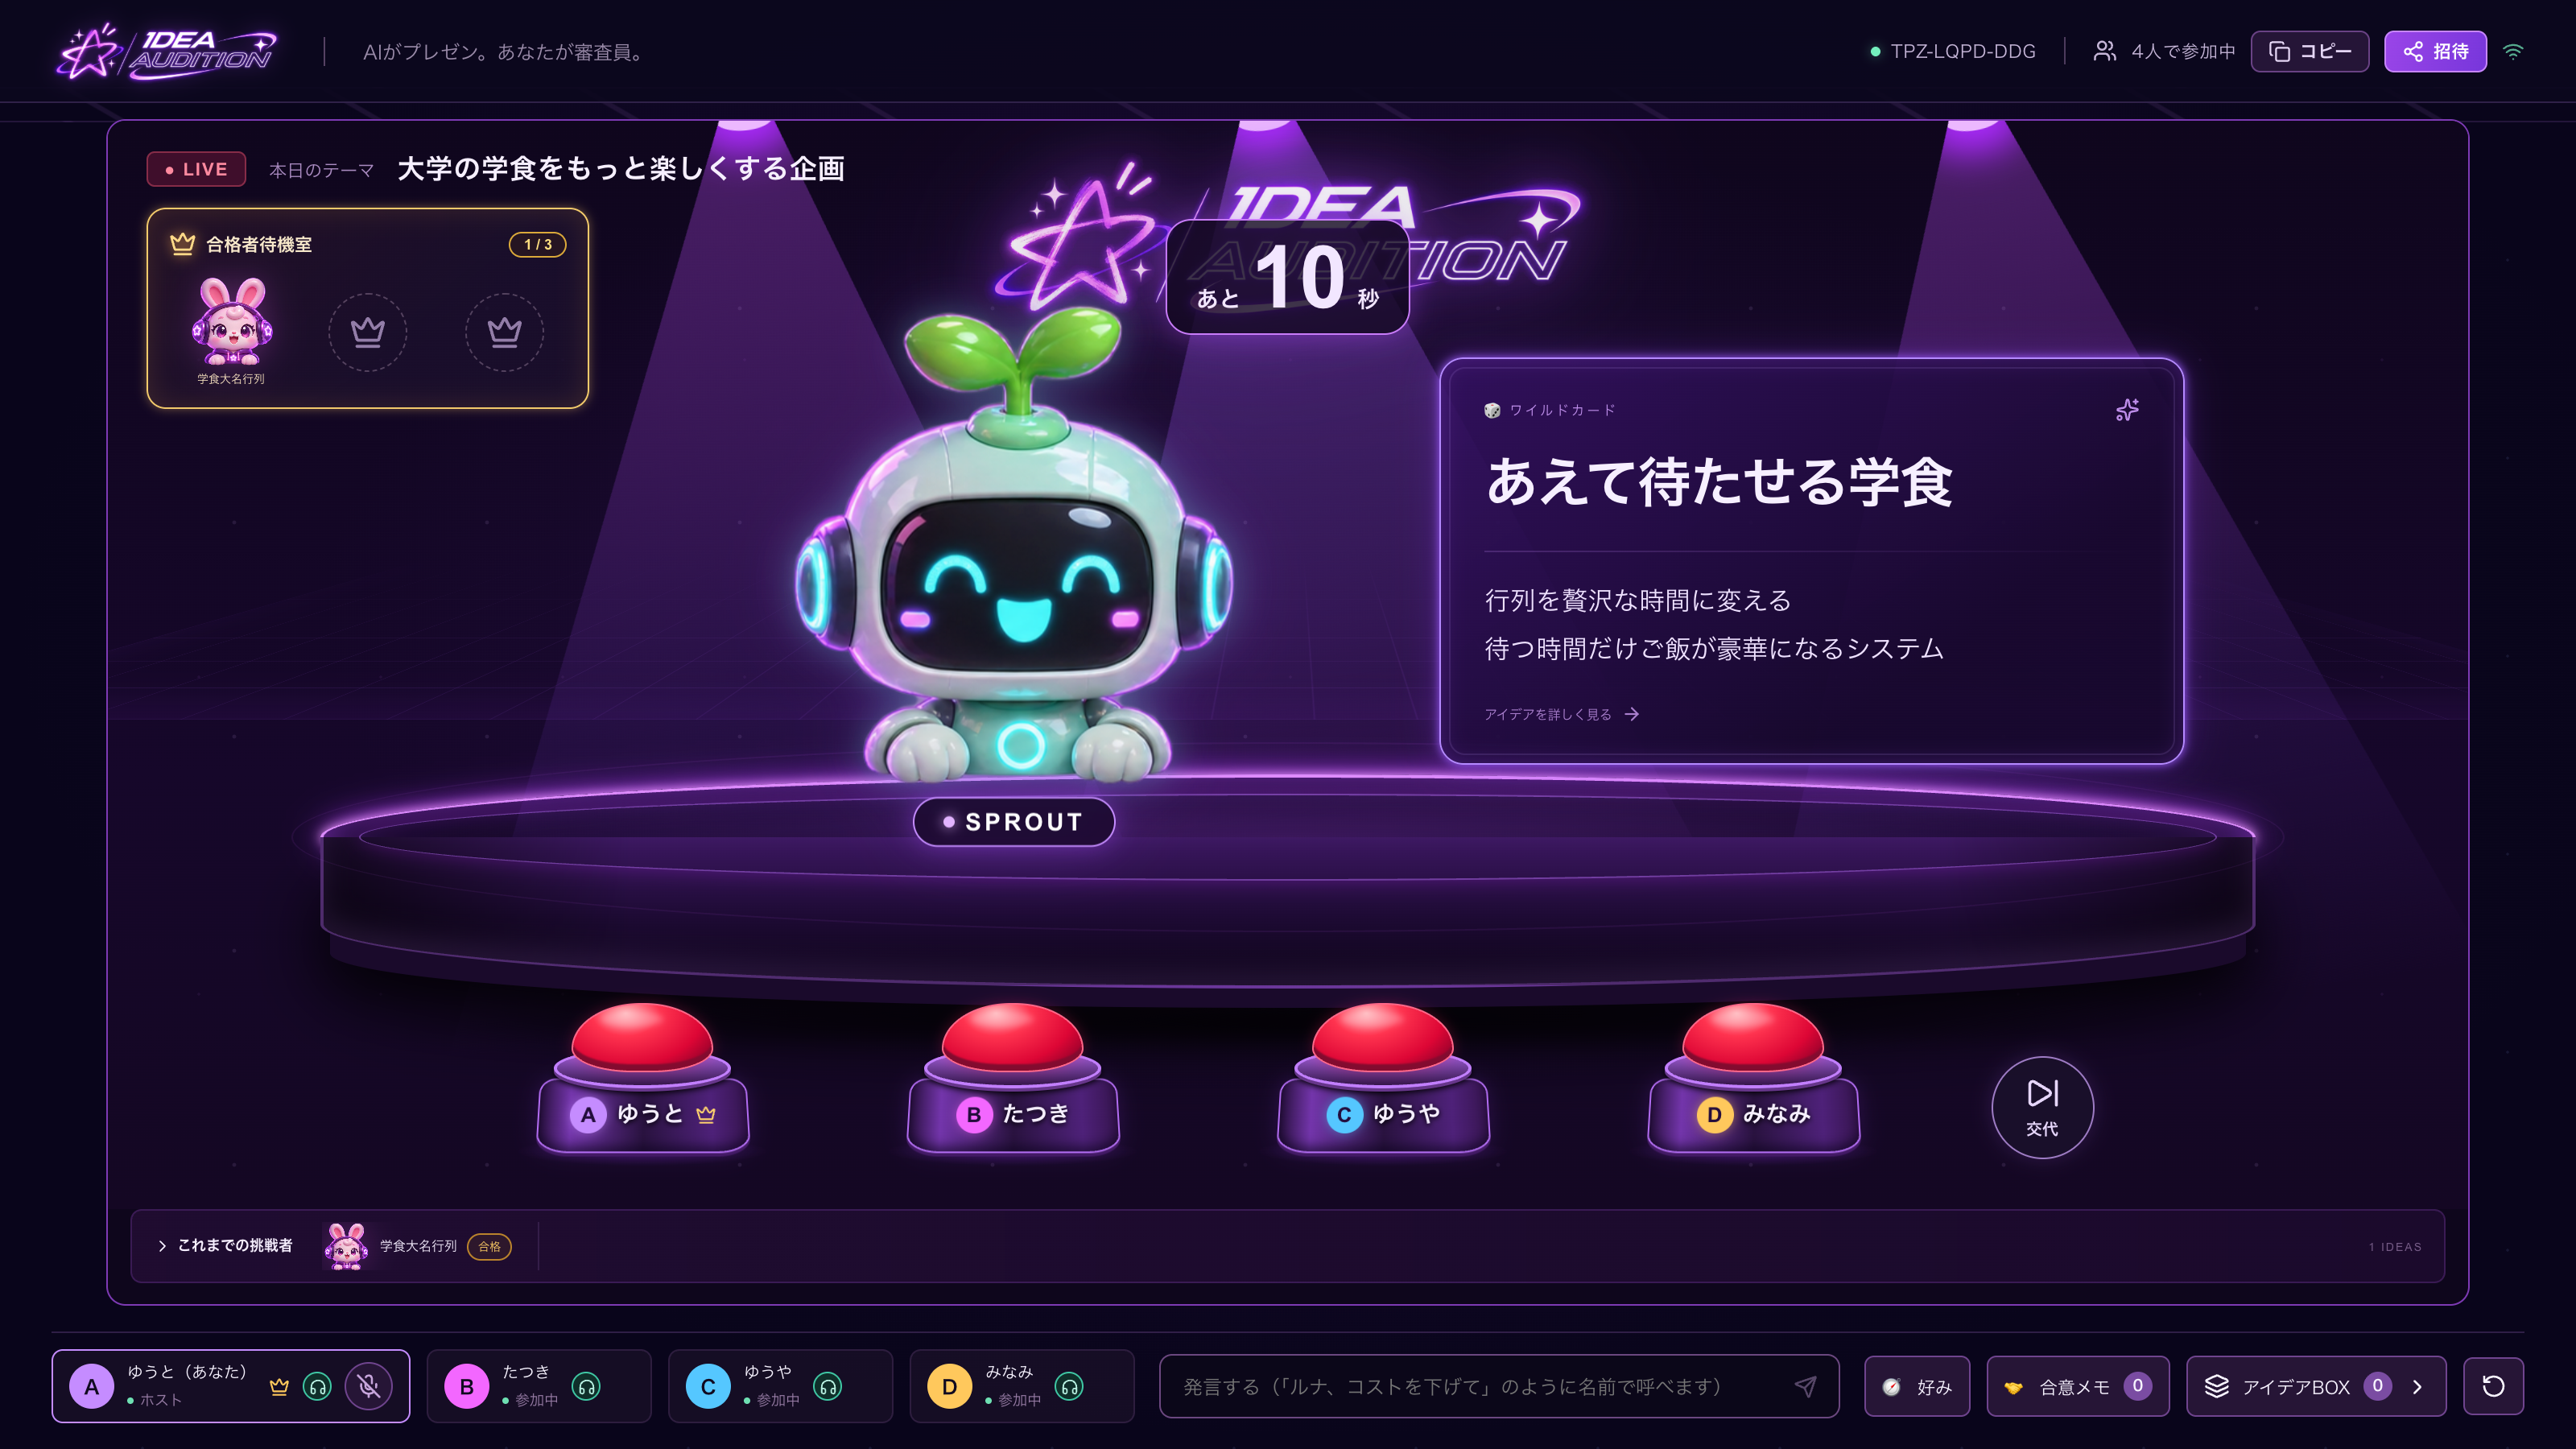 IDEA AUDITION
AIがプレゼン。あなたが審査員。
TPZ-LQPD-DDG
4人で参加中
コピー
招待
LIVE
本日のテーマ
大学の学食をもっと楽しくする企画
合格者待機室
1 / 3
学食大名行列
IDEA
AUDITION
あと 10 秒
ワイルドカード
あえて待たせる学食
行列を贅沢な時間に変える
待つ時間だけご飯が豪華になるシステム
アイデアを詳しく見る
SPROUT
A ゆうと
B たつき
C ゆうや
D みなみ
交代
これまでの挑戦者
学食大名行列
合格
1 IDEAS
A
ゆうと（あなた）
ホスト
B
たつき
参加中
C
ゆうや
参加中
D
みなみ
参加中
発言する（「ルナ、コストを下げて」のように名前で呼べます）
好み
合意メモ 0
アイデアBOX 0